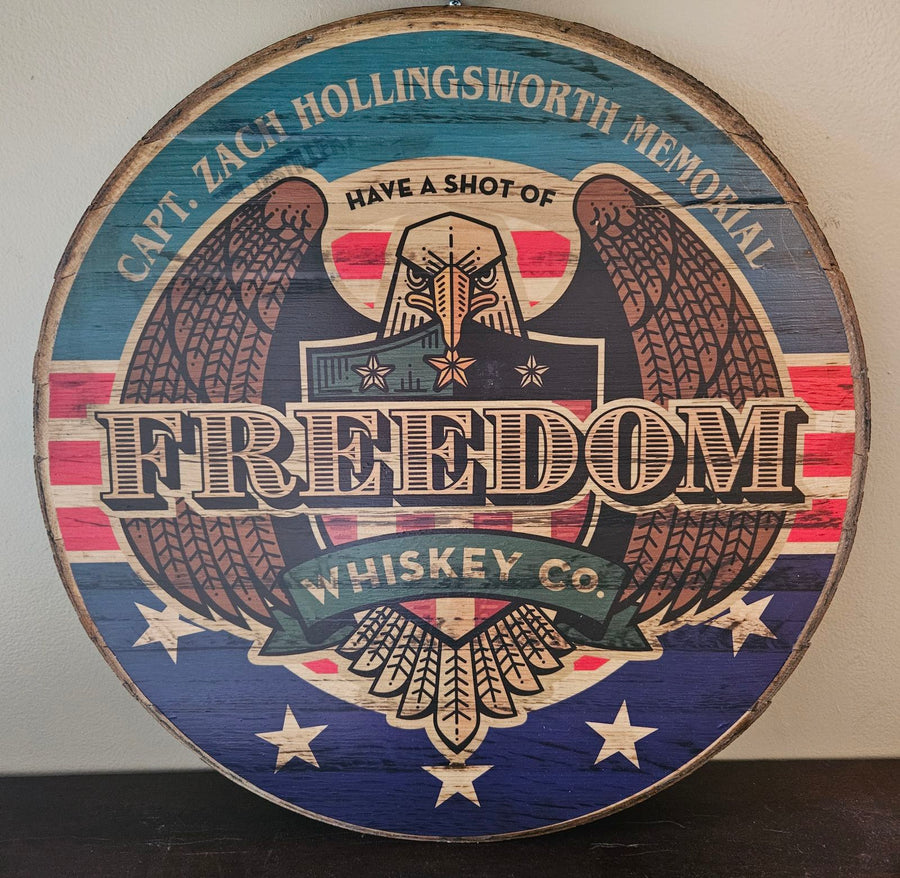 CAPT. ZACH HOLLINGSWORTH MEMORIAL
HAVE A SHOT OF
FREEDOM
WHISKEY CO.